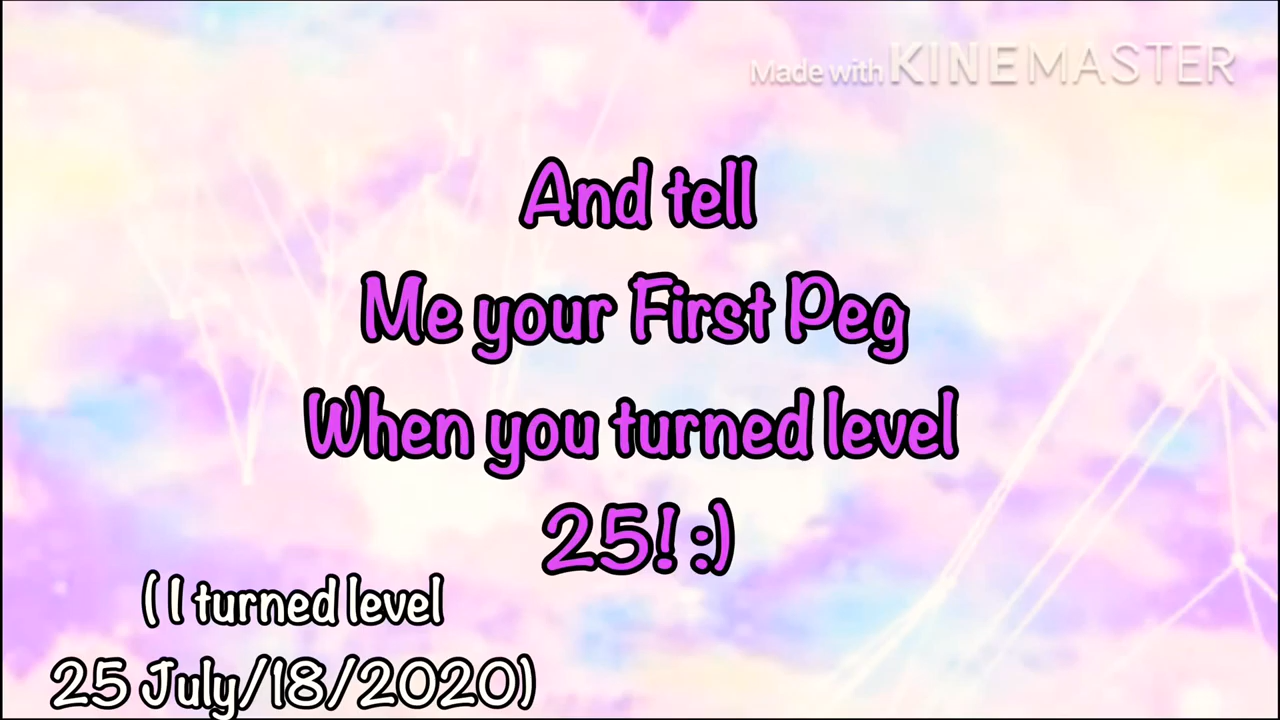 Made with KINEMASTER
And tell
Me your First Peg
When you turned level
25! :)
( I turned level
25 July/18/2020)